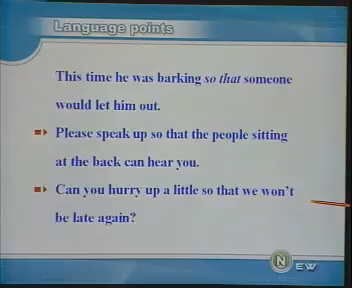 Language points
This time he was barking so that someone
would let him out.
Please speak up so that the people sitting
at the back can hear you.
Can you hurry up a little so that we won't
be late again?
N EW